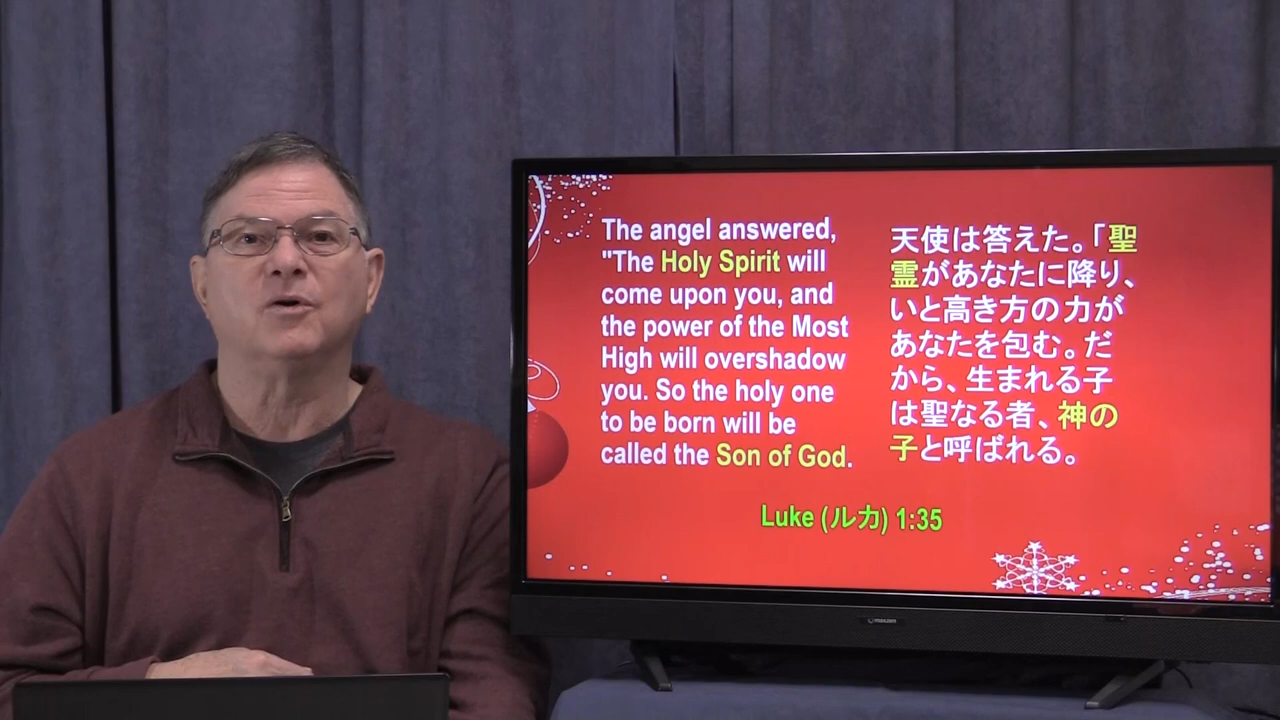 The angel answered,
"The Holy Spirit will
come upon you, and
the power of the Most
High will overshadow
you. So the holy one
to be born will be
called the Son of God.
天使は答えた。「聖
霊があなたに降り、
いと高き方の力が
あなたを包む。だ
から、生まれる子
は聖なる者、神の
子と呼ばれる。
Luke (ルカ) 1:35